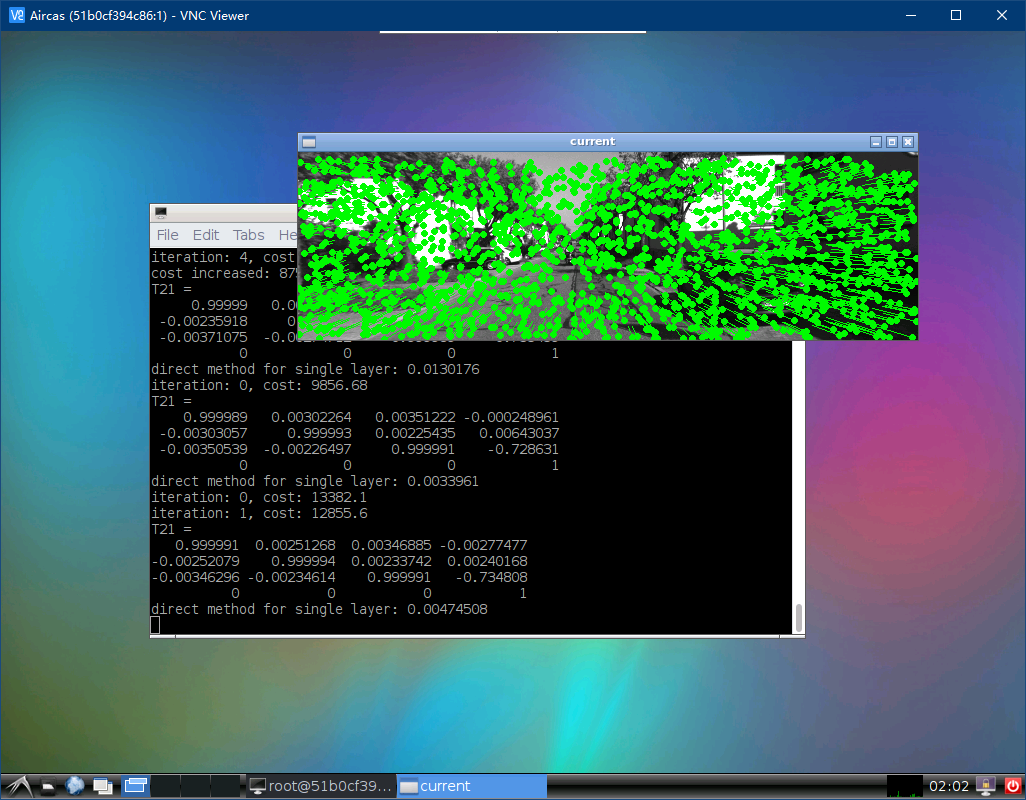 Aircas (51b0cf394c86:1) - VNC Viewer
current
File Edit Tabs He
iteration: 4, cost
cost increased: 879
T21 =
0.99999 0.00
-0.00235918 0
-0.00371075 -0.00
0 0 0 1
direct method for single layer: 0.0130176
iteration: 0, cost: 9856.68
T21 =
0.999989 0.00302264 0.00351222 -0.000248961
-0.00303057 0.999993 0.00225435 0.00643037
-0.00350539 -0.00226497 0.999991 -0.728631
0 0 0 1
direct method for single layer: 0.0033961
iteration: 0, cost: 13382.1
iteration: 1, cost: 12855.6
T21 =
0.999991 0.00251268 0.00346885 -0.00277477
-0.00252079 0.999994 0.00233742 0.00240168
-0.00346296 -0.00234614 0.999991 -0.734808
0 0 0 1
direct method for single layer: 0.00474508
root@51b0cf39... current 02:02